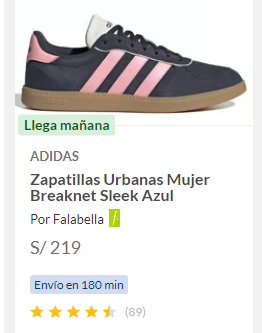 Llega mañana
ADIDAS
Zapatillas Urbanas Mujer
Breaknet Sleek Azul
Por Falabella
S/ 219
Envío en 180 min
(89)